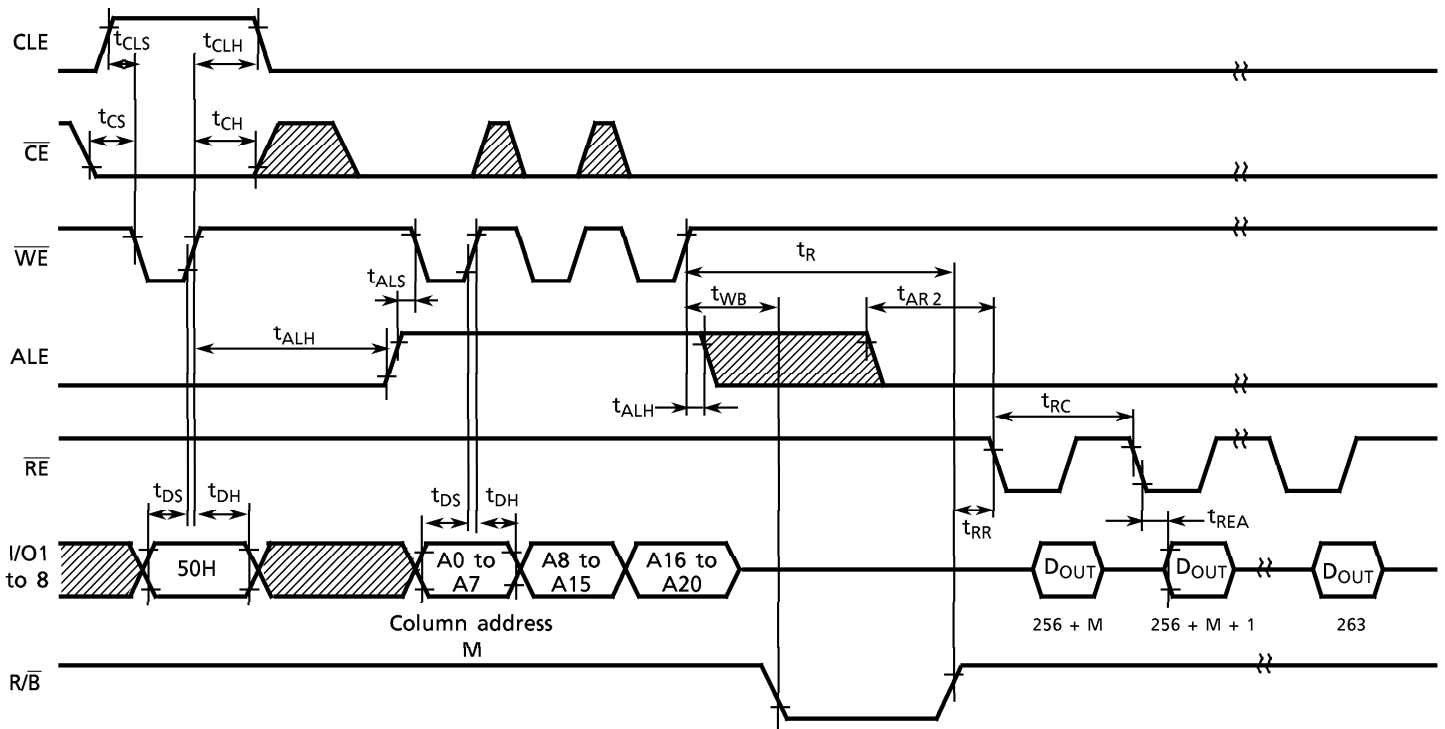 CLE
tCLS
tCLH
CE
tCS
tCH
WE
tALS
tR
tWB
tAR 2
ALE
tALH
tALH
tRC
RE
tDS
tDH
tDS
tDH
tRR
tREA
I/O1
to 8
50H
A0 to
A7
A8 to
A15
A16 to
A20
DOUT
DOUT
DOUT
Column address
M
256 + M
256 + M + 1
263
R/B